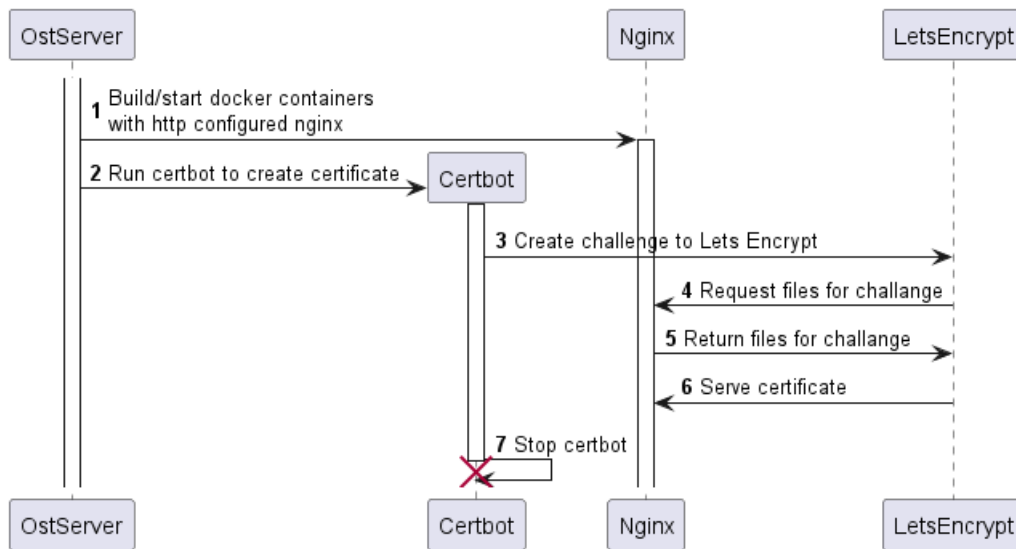 OstServer
Nginx
LetsEncrypt
1 Build/start docker containers
with http configured nginx
2 Run certbot to create certificate
Certbot
3 Create challenge to Lets Encrypt
4 Request files for challange
5 Return files for challange
6 Serve certificate
7 Stop certbot
OstServer
Certbot
Nginx
LetsEncrypt